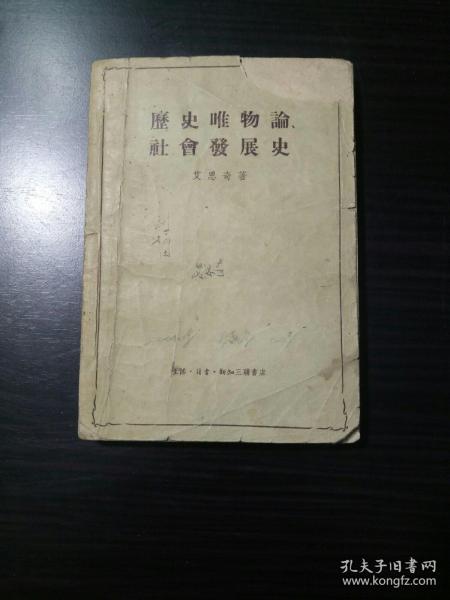 歷史唯物論、
社會發展史
艾思奇著
生活·讀書·新知三聯書店
孔夫子旧书网
www.kongfz.com